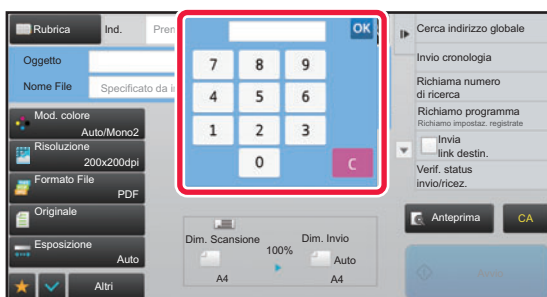 Rubrica
Ind.
Pren
OK
Cerca indirizzo globale
Oggetto
Invio cronologia
Nome File
Specificato da i
Richiama numero
di ricerca
7 8 9
4 5 6
1 2 3
0 C
Mod. colore
Auto/Mono2
Richiamo programma
Richiamo impostaz. registrate
Risoluzione
200x200dpi
Invia
link destin.
Formato File
PDF
Verif. status
invio/ricez.
Originale
Anteprima
CA
Esposizione
Auto
Dim. Scansione
100%
Dim. Invio
Auto
A4
A4
Altri
Avvio